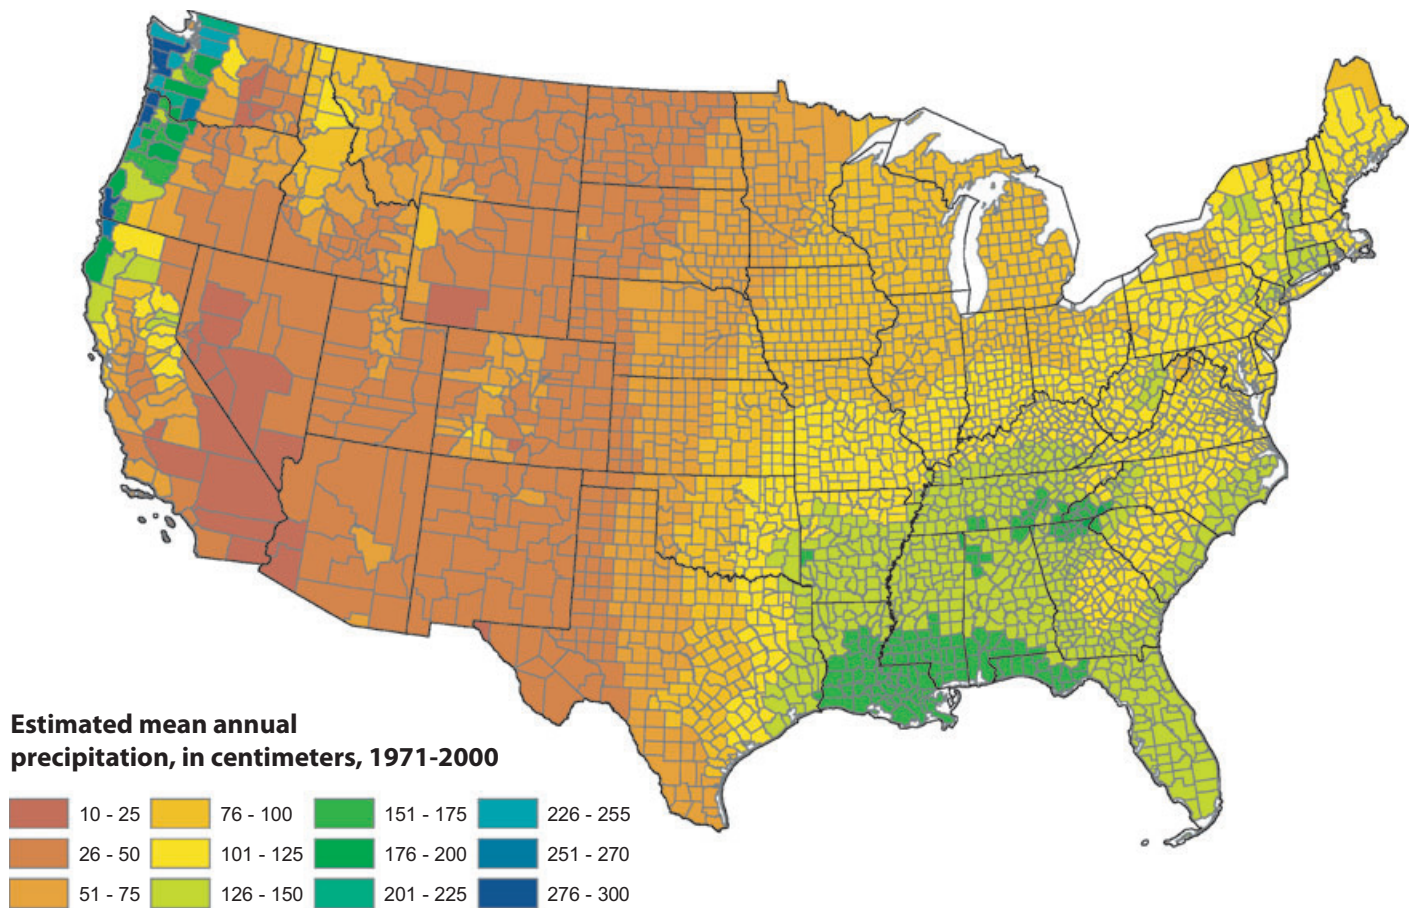 Estimated mean annual
precipitation, in centimeters, 1971-2000
10 - 25
26 - 50
51 - 75
76 - 100
101 - 125
126 - 150
151 - 175
176 - 200
201 - 225
226 - 255
251 - 270
276 - 300